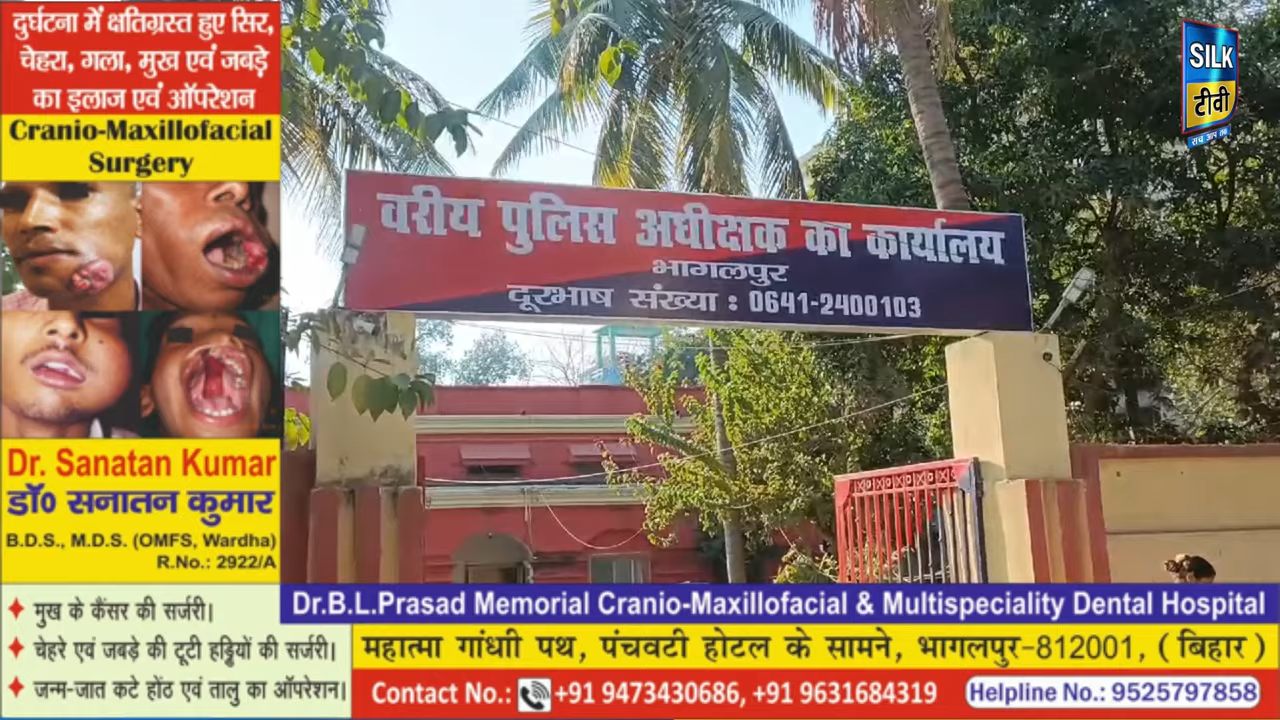 दुर्घटना में क्षतिग्रस्त हुए सिर,
चेहरा, गला, मुख एवं जबड़े
का इलाज एवं ऑपरेशन
Cranio-Maxillofacial
Surgery
Dr. Sanatan Kumar
डॉ० सनातन कुमार
B.D.S., M.D.S. (OMFS, Wardha)
R.No.: 2922/A
मुख के कैंसर की सर्जरी।
चेहरे एवं जबड़े की टूटी हड्डियों की सर्जरी।
जन्म-जात कटे होंठ एवं तालु का ऑपरेशन।
SILK
टीवी
सच आप तक
वरीय पुलिस अधीक्षक का कार्यालय
भागलपुर
दूरभाष संख्या : 0641-2400103
Dr.B.L.Prasad Memorial Cranio-Maxillofacial & Multispeciality Dental Hospital
महात्मा गांधाी पथ, पंचवटी होटल के सामने, भागलपुर-812001, ( बिहार )
Contact No.: +91 9473430686, +91 9631684319
Helpline No.: 9525797858